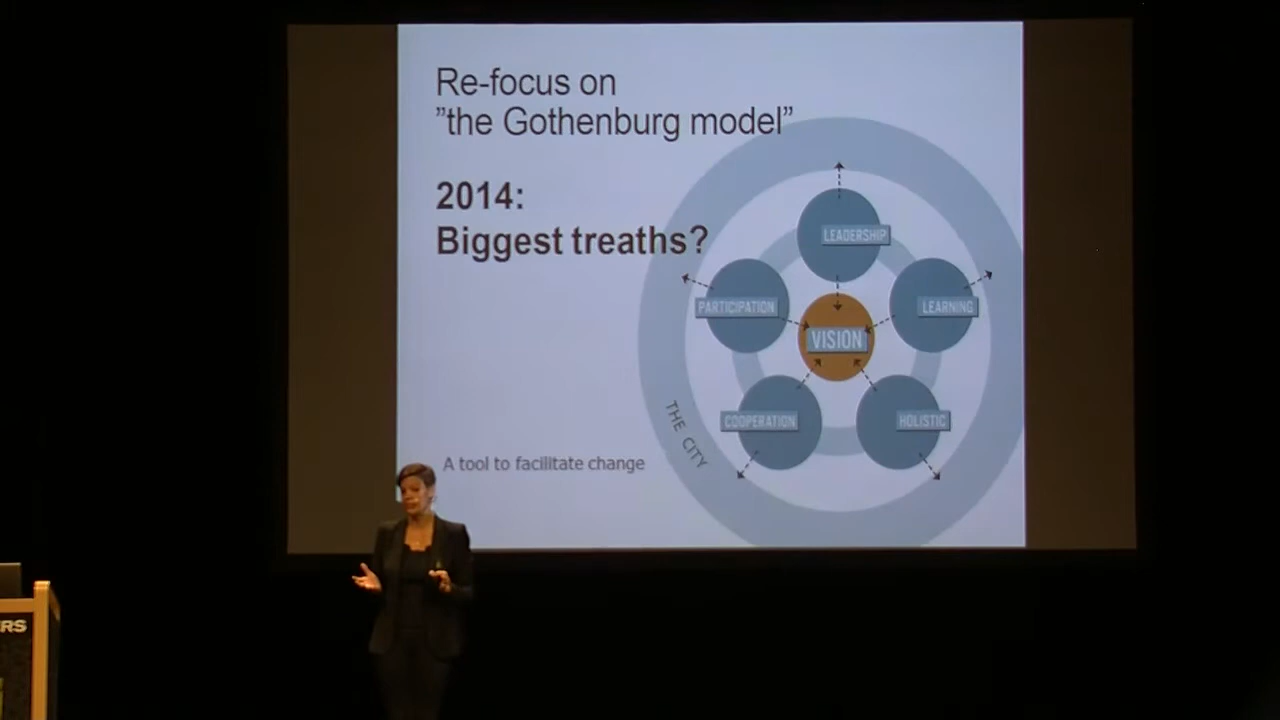 Re-focus on
”the Gothenburg model”
2014:
Biggest treaths?
LEADERSHIP
PARTICIPATION
LEARNING
VISION
COOPERATION
HOLISTIC
THE CITY
A tool to facilitate change
RS